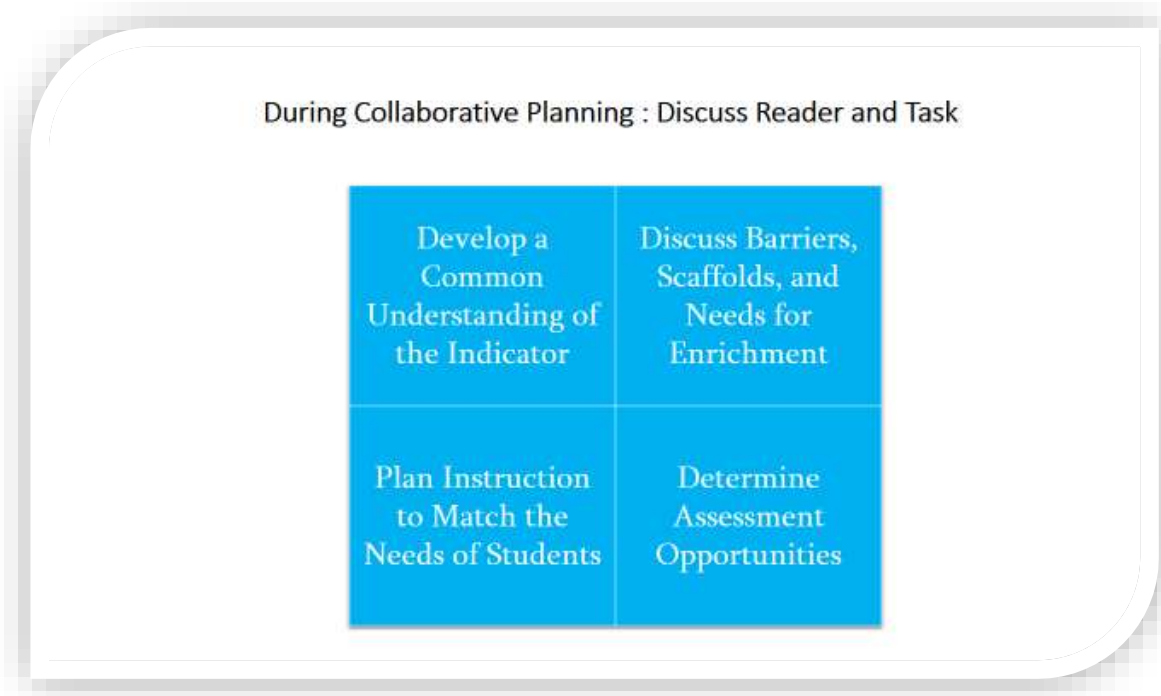 During Collaborative Planning : Discuss Reader and Task
Develop a
Common
Understanding of
the Indicator
Discuss Barriers,
Scaffolds, and
Needs for
Enrichment
Plan Instruction
to Match the
Needs of Students
Determine
Assessment
Opportunities